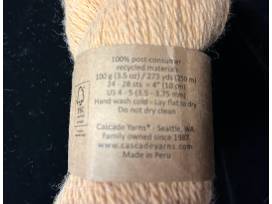 100% post-consumer
recycled materials
100 g (3.5 oz) / 273 yds (250 m)
24 - 28 sts = 4" (10 cm)
US 4 - 5 (3.5 - 3.75 mm)
Hand wash cold - Lay flat to dry
Do not dry clean
Cascade Yarns® - Seattle, WA
Family owned since 1987
www.cascadeyarns.com
Made in Peru